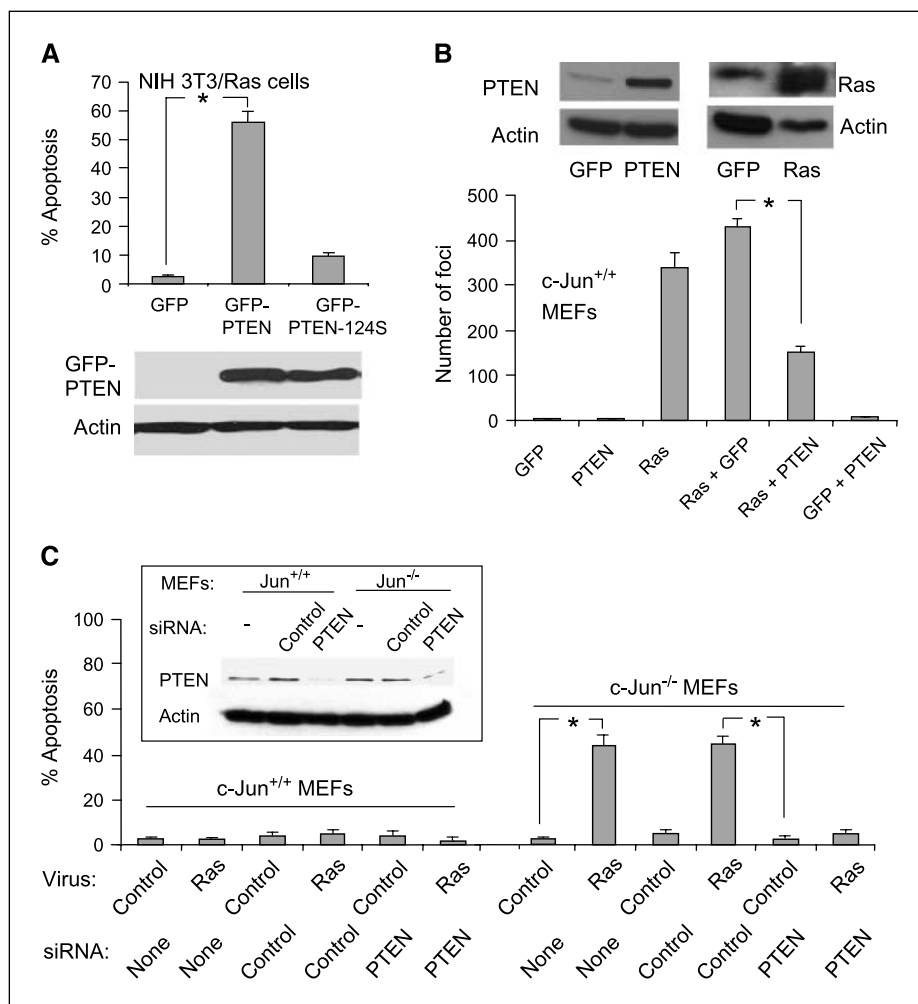 A
NIH 3T3/Ras cells
% Apoptosis
70
60
50
40
30
20
10
0
*
GFP
GFP-
PTEN
GFP-
PTEN-124S
GFP-
PTEN
Actin
B
PTEN
Actin
GFP PTEN
Ras
Actin
GFP Ras
Number of foci
500
400
300
200
100
0
c-Jun+/+
MEFs
*
GFP
PTEN
Ras
Ras + GFP
Ras + PTEN
GFP + PTEN
C
% Apoptosis
100
80
60
40
20
0
MEFs: Jun+/+ Jun-/-
siRNA: - Control PTEN - Control PTEN
PTEN
Actin
c-Jun+/+ MEFs
c-Jun-/- MEFs
* *
Virus: Control Ras Control Ras Control Ras Control Ras Control Ras Control Ras
siRNA: None None Control Control PTEN PTEN None None Control Control PTEN PTEN